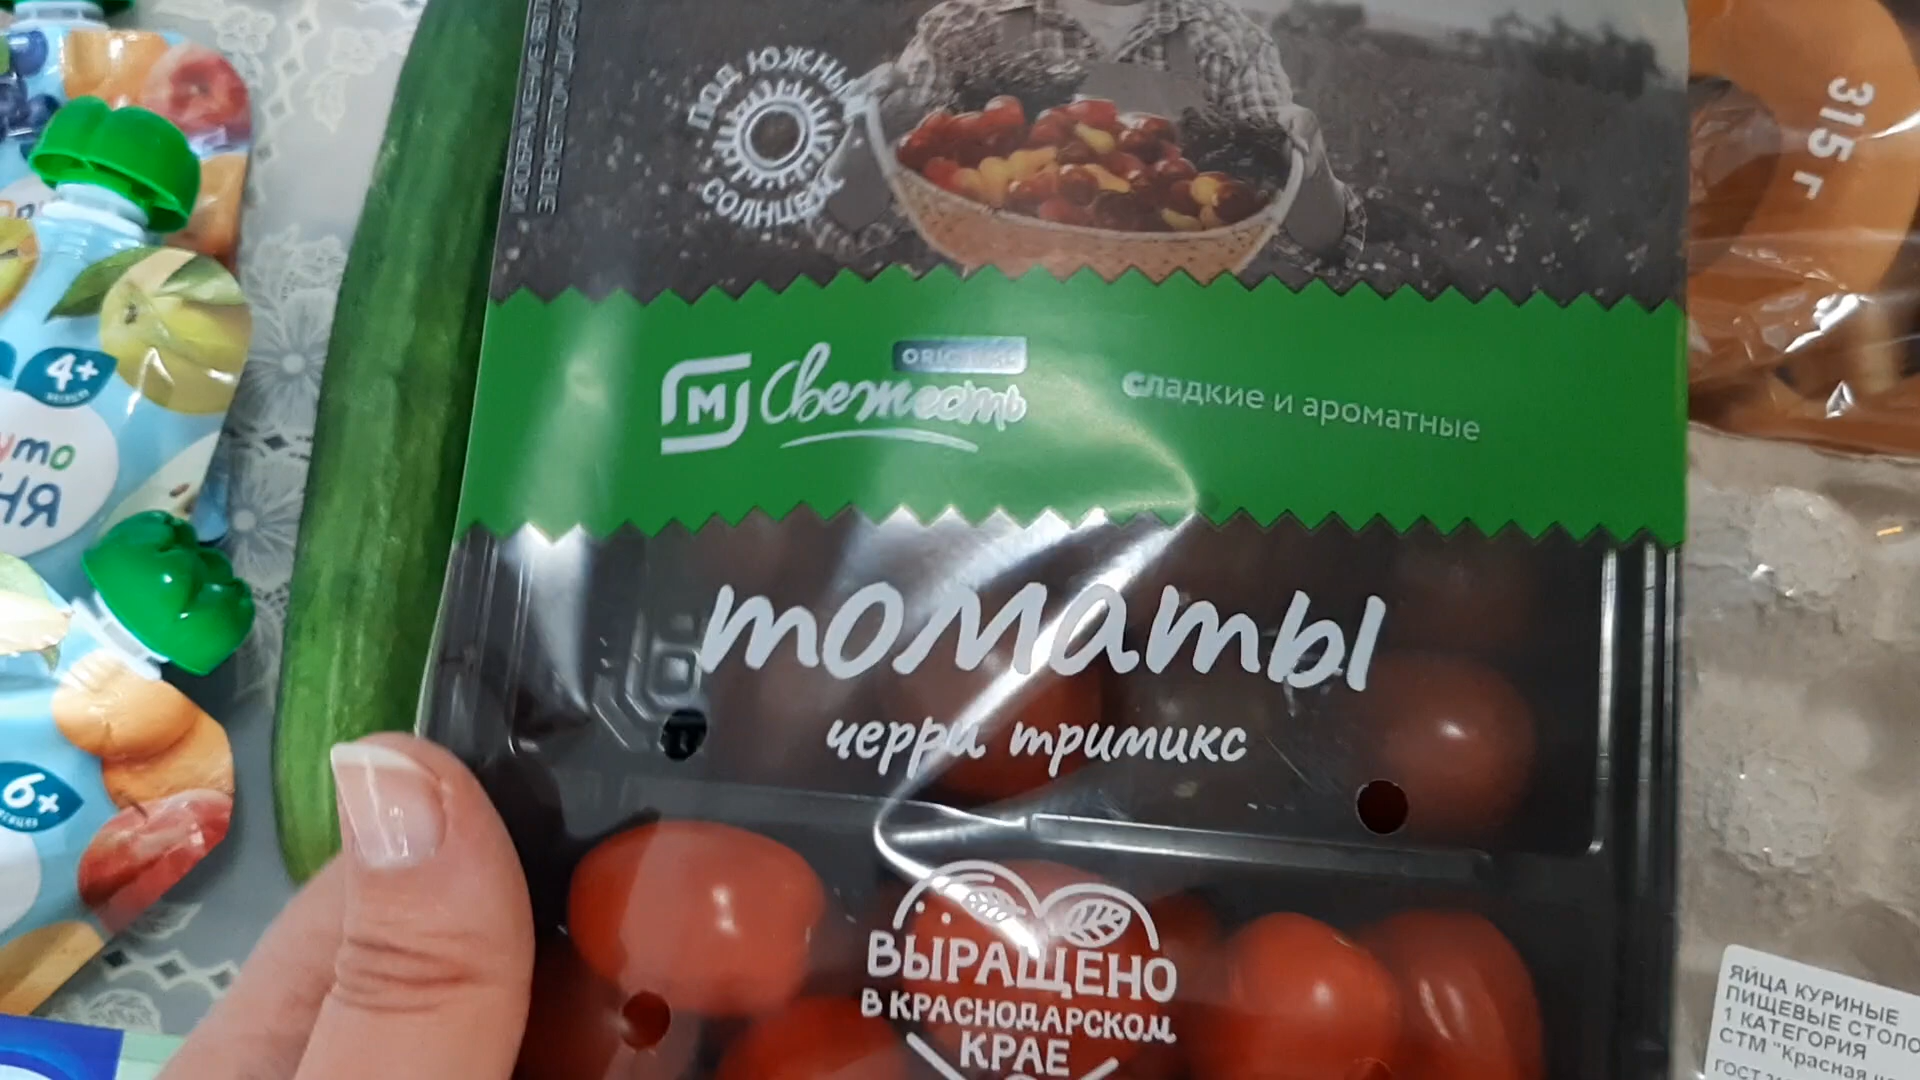 ПОД ЮЖНЫМ
СОЛНЦЕМ
315 г
М Свежесть
сладкие и ароматные
томаты
черри тримикс
ВЫРАЩЕНО
В КРАСНОДАРСКОМ
КРАЕ
4+
6+
ЯЙЦА КУРИНЫЕ
ПИЩЕВЫЕ СТОЛО
1 КАТЕГОРИЯ
СТМ "Красная
ГОСТ